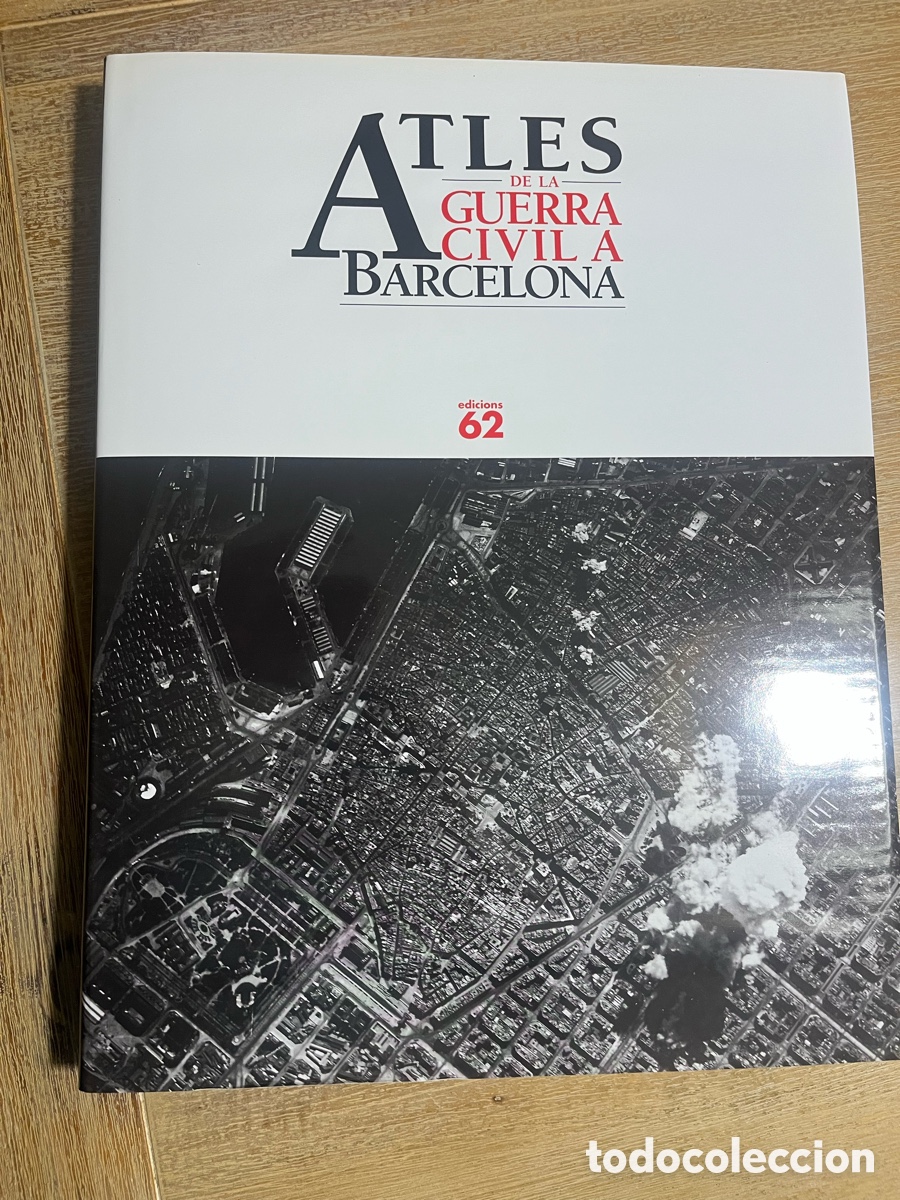 ATLES
DE LA
GUERRA
CIVIL A
BARCELONA
edicions
62
todocoleccion